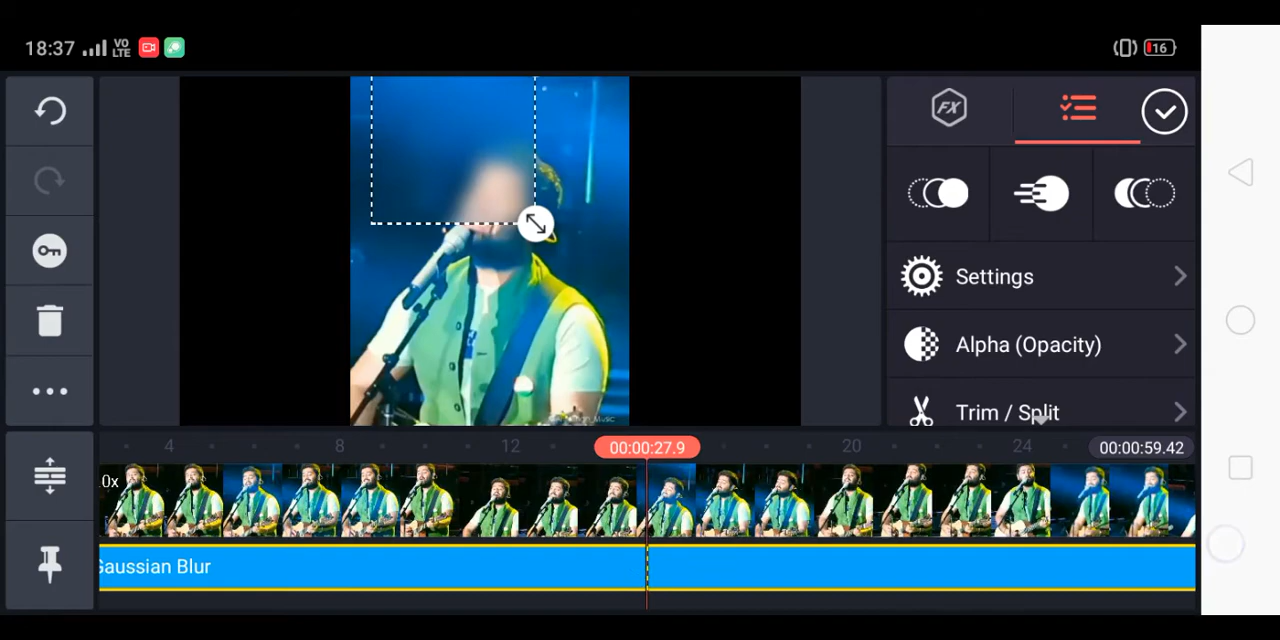 18:37
VO
LTE
16
FX
Settings
Alpha (Opacity)
Trim / Split
4
8
12
00:00:27.9
20
24
00:00:59.42
.0x
Gaussian Blur